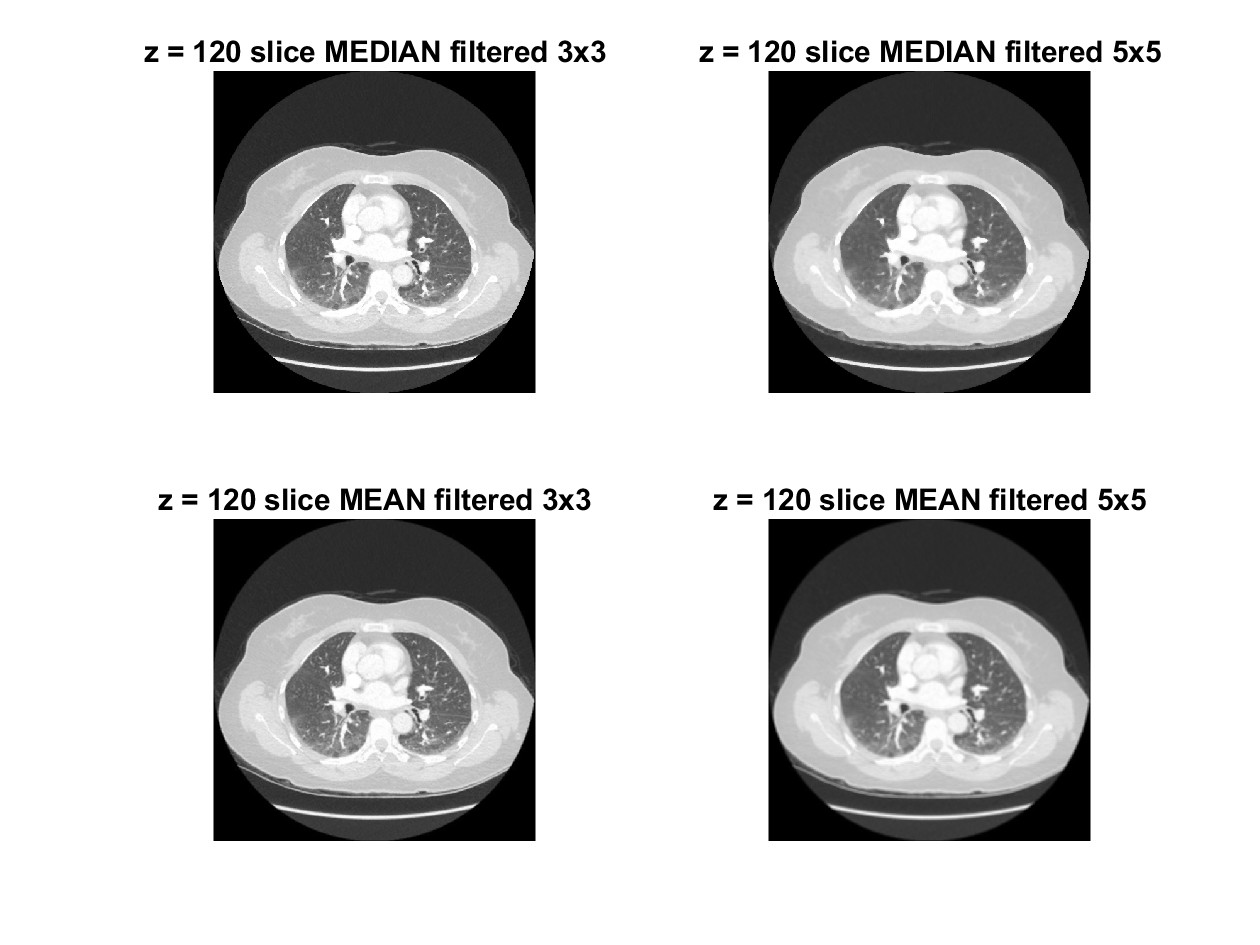 z = 120 slice MEDIAN filtered 3x3
z = 120 slice MEDIAN filtered 5x5
z = 120 slice MEAN filtered 3x3
z = 120 slice MEAN filtered 5x5